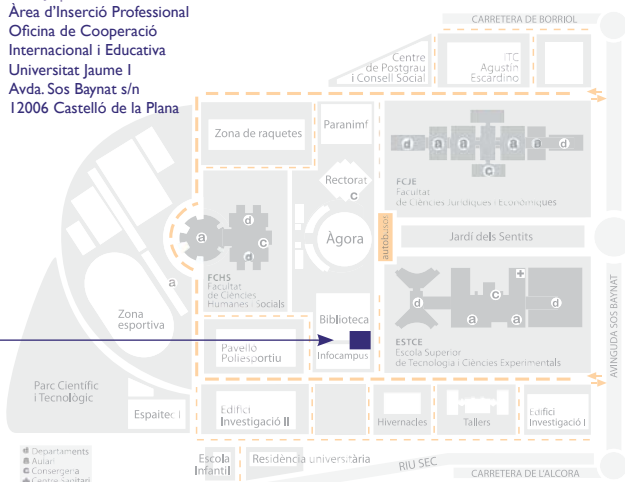 Àrea d'Inserció Professional
Oficina de Cooperació
Internacional i Educativa
Universitat Jaume I
Avda. Sos Baynat s/n
12006 Castelló de la Plana
CARRETERA DE BORRIOL
Centre
de Postgrau
i Consell Social
ITC
Agustín
Escardino
Zona de raquetes
Paranimf
Rectorat
c
a
a
a
a
d
c
FCJE
Facultat
de Ciències Jurídiques i Econòmiques
d
a
c
d
a
FCHS
Facultat
de Ciències
Humanes i Socials
Àgora
autobusos
Jardí dels Sentits
AVINGUDA SOS BAYNAT
Zona
esportiva
Biblioteca
Infocampus
Pavelló
Poliesportiu
d
c
a
a
d
ESTCE
Escola Superior
de Tecnologia i Ciències Experimentals
Parc Científic
i Tecnològic
Espaitec I
Edifici
Investigació II
Hivernacles
Tallers
Edifici
Investigació I
d Departaments
a Aulari
c Consergeria
Centre Sanitari
Escola
Infantil
Residència universitària
RIU SEC
CARRETERA DE L'ALCORA